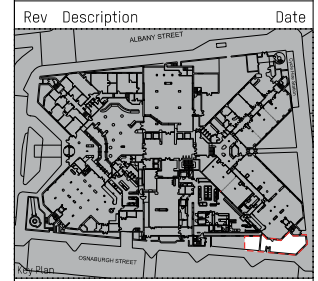 Rev Description Date
ALBANY STREET
OSNABURGH STREET
Key Plan